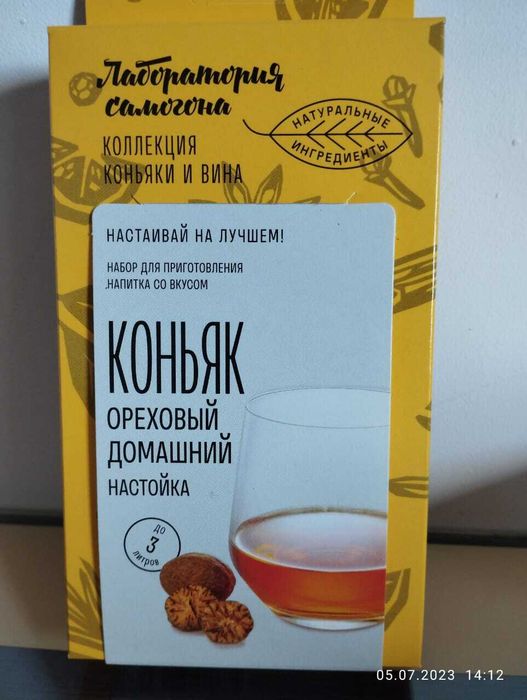 Лаборатория
самогона
КОЛЛЕКЦИЯ
КОНЬЯКИ И ВИНА
НАТУРАЛЬНЫЕ
ИНГРЕДИЕНТЫ
НАСТАИВАЙ НА ЛУЧШЕМ!
НАБОР ДЛЯ ПРИГОТОВЛЕНИЯ
НАПИТКА СО ВКУСОМ
КОНЬЯК
ОРЕХОВЫЙ
ДОМАШНИЙ
НАСТОЙКА
ДО
3
ЛИТРОВ
05.07.2023 14:12